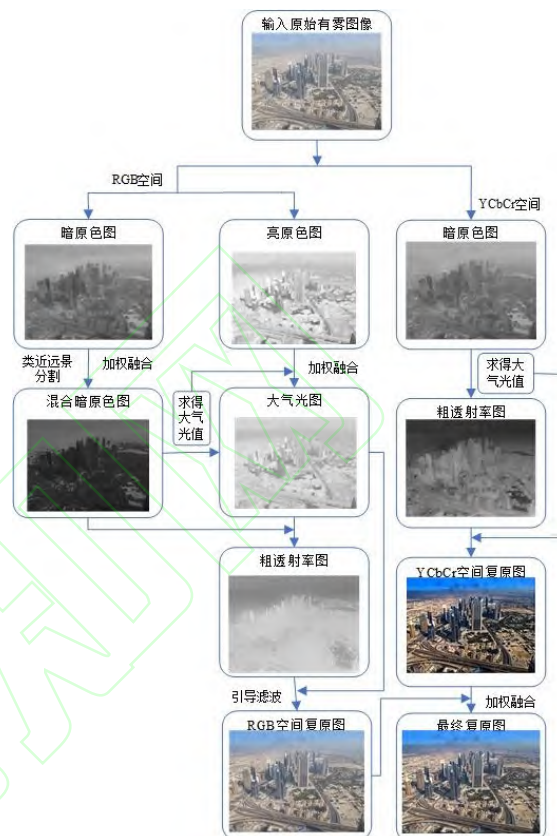 输入原始有雾图像
RGB空间
YCbCr空间
暗原色图
亮原色图
暗原色图
类近远景
分割
加权融合
加权融合
求得大
气光值
混合暗原色图
求得
大气
光值
大气光图
粗透射率图
粗透射率图
YCbCr空间复原图
引导滤波
加权融合
RGB空间复原图
最终复原图